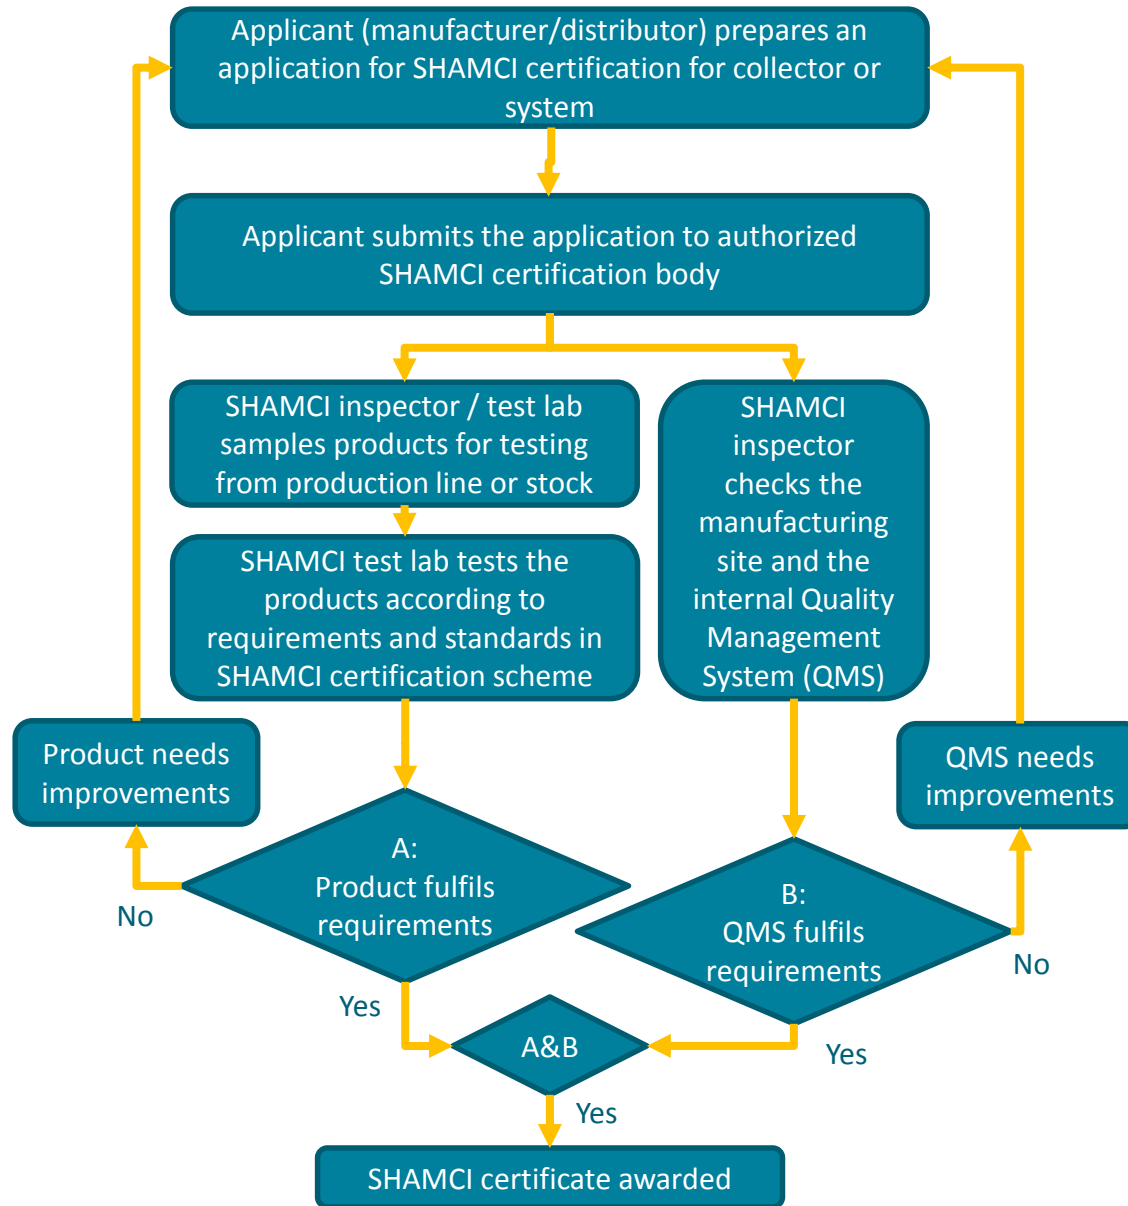 Applicant (manufacturer/distributor) prepares an
application for SHAMCI certification for collector or
system
Applicant submits the application to authorized
SHAMCI certification body
SHAMCI inspector / test lab
samples products for testing
from production line or stock
SHAMCI
inspector
checks the
manufacturing
site and the
internal Quality
Management
System (QMS)
SHAMCI test lab tests the
products according to
requirements and standards in
SHAMCI certification scheme
Product needs
improvements
QMS needs
improvements
A:
Product fulfils
requirements
No
B:
QMS fulfils
requirements
No
Yes
A&B
Yes
Yes
SHAMCI certificate awarded